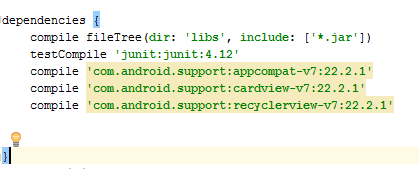 dependencies {
    compile fileTree(dir: 'libs', include: ['*.jar'])
    testCompile 'junit:junit:4.12'
    compile 'com.android.support:appcompat-v7:22.2.1'
    compile 'com.android.support:cardview-v7:22.2.1'
    compile 'com.android.support:recyclerview-v7:22.2.1'
}